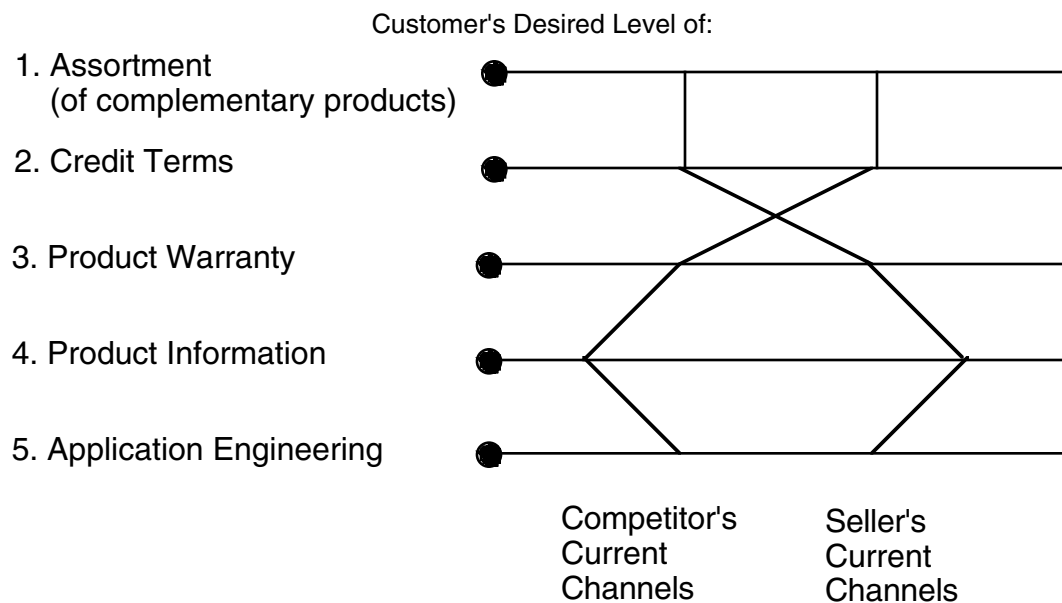 Customer's Desired Level of:
1. Assortment
(of complementary products)
2. Credit Terms
3. Product Warranty
4. Product Information
5. Application Engineering
Competitor's
Current
Channels
Seller's
Current
Channels